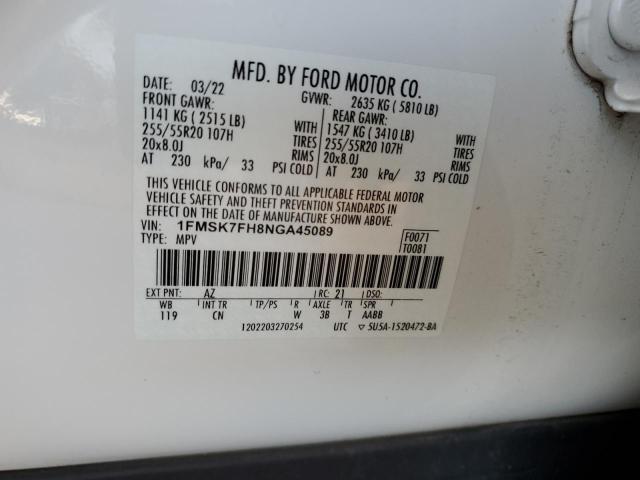 MFD. BY FORD MOTOR CO.
DATE: 03/22 GVWR: 2635 KG ( 5810 LB)
FRONT GAWR: REAR GAWR:
1141 KG ( 2515 LB) WITH 1547 KG ( 3410 LB) WITH
255/55R20 107H TIRES 255/55R20 107H TIRES
20x8.0J RIMS 20x8.0J RIMS
AT 230 kPa/ 33 PSI COLD AT 230 kPa/ 33 PSI COLD
THIS VEHICLE CONFORMS TO ALL APPLICABLE FEDERAL MOTOR
VEHICLE SAFETY AND THEFT PREVENTION STANDARDS IN EFFECT
ON THE DATE OF MANUFACTURE SHOWN ABOVE.
VIN: 1FMSK7FH8NGA45089 F0071
TYPE: MPV T0081
EXT PNT: AZ RC: 21 DSO:
WB INT TR TP/PS R AXLE TR SPR
119 CN W 3B T AABB
1202203270254 UTC ▽ 5U5A-1520472-BA